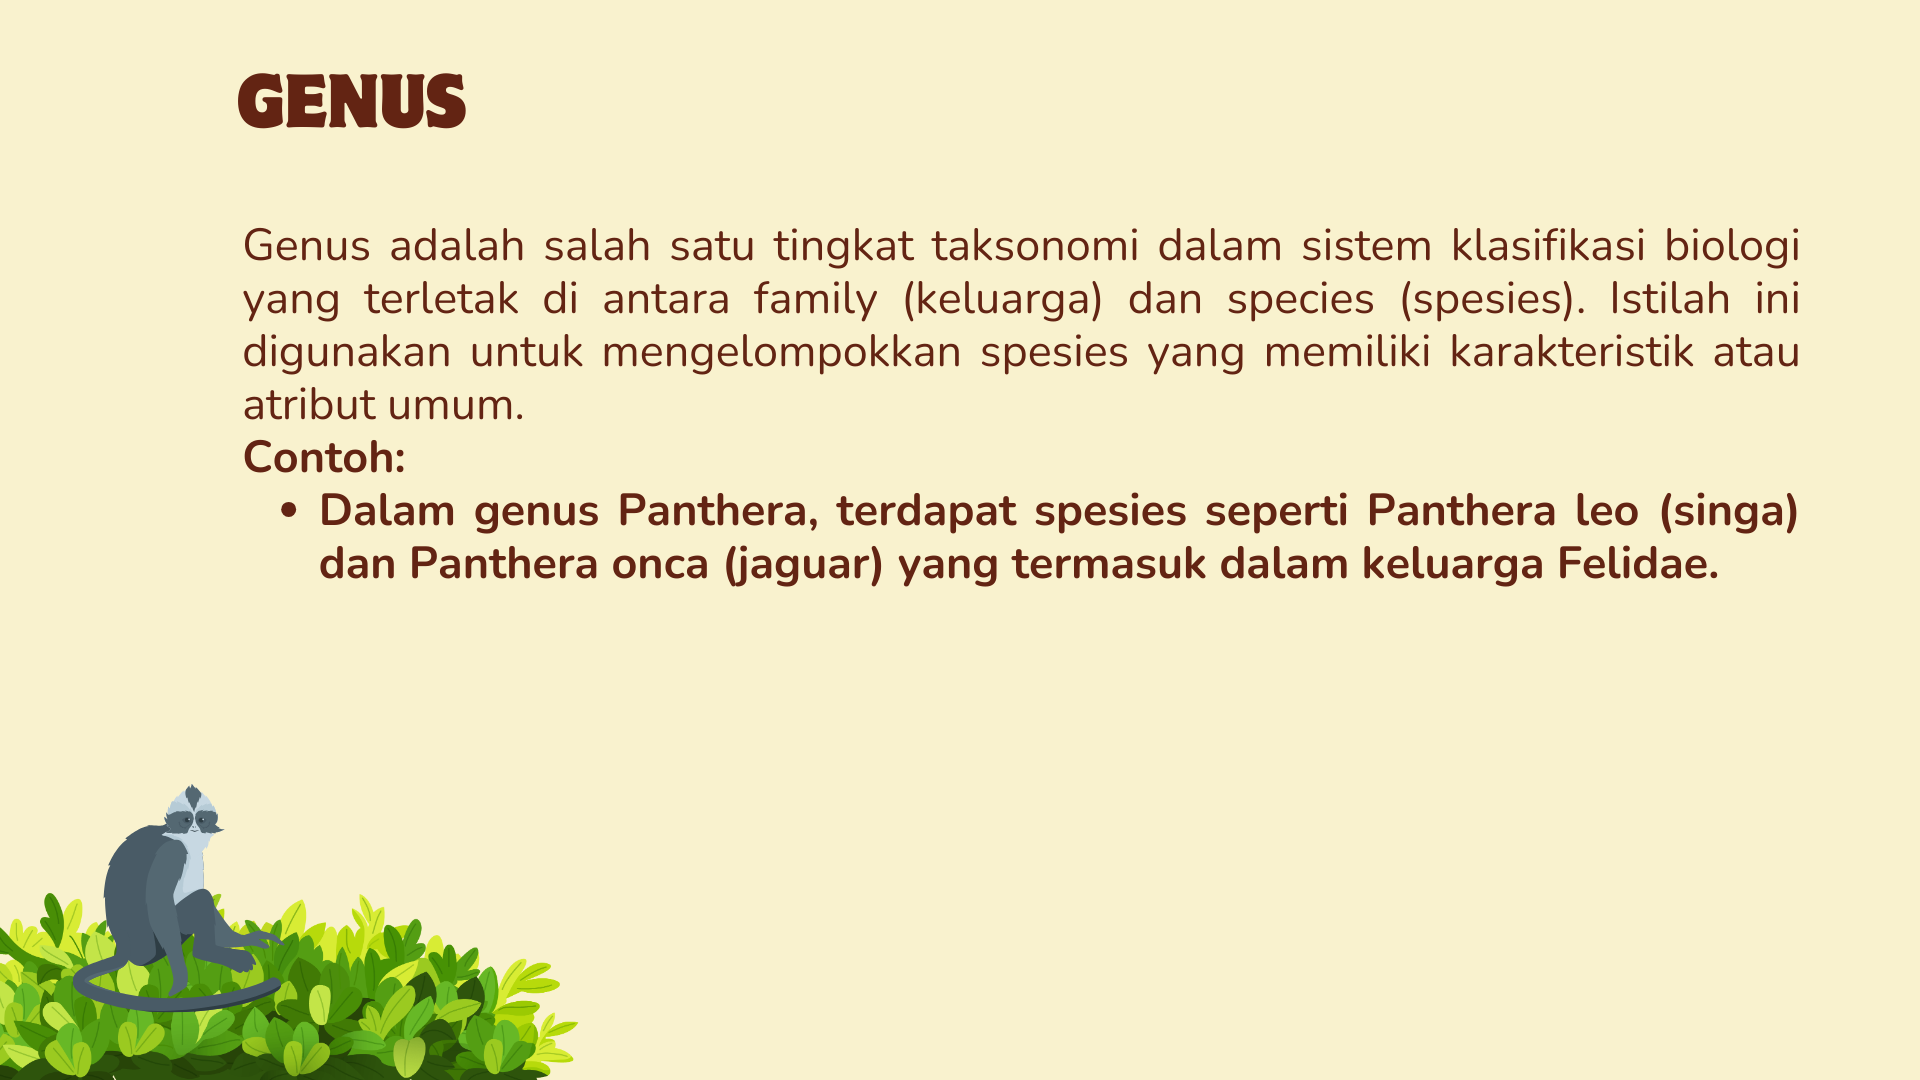 GENUS
Genus adalah salah satu tingkat taksonomi dalam sistem klasifikasi biologi
yang terletak di antara family (keluarga) dan species (spesies). Istilah ini
digunakan untuk mengelompokkan spesies yang memiliki karakteristik atau
atribut umum.
Contoh:
• Dalam genus Panthera, terdapat spesies seperti Panthera leo (singa)
dan Panthera onca (jaguar) yang termasuk dalam keluarga Felidae.